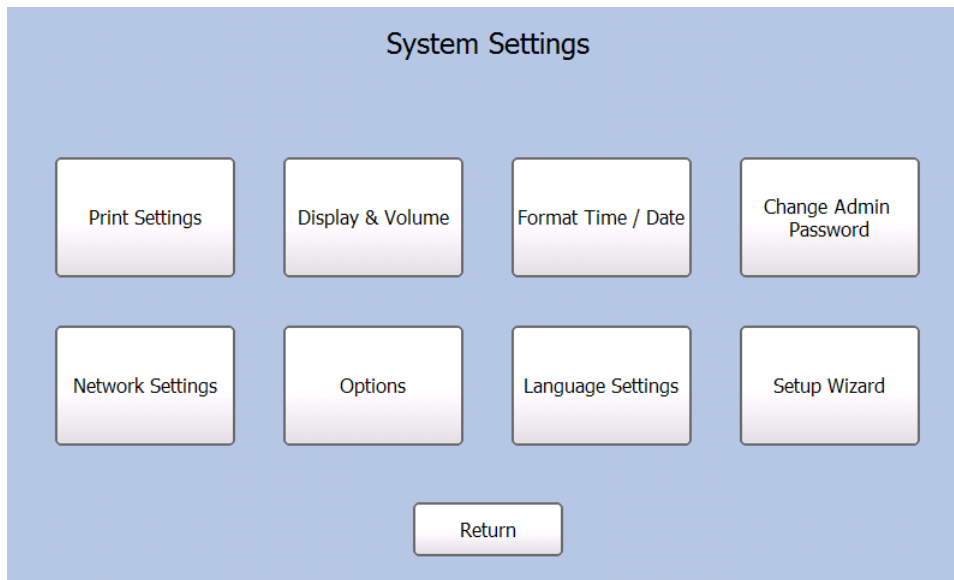 System Settings
Print Settings
Display & Volume
Format Time / Date
Change Admin
Password
Network Settings
Options
Language Settings
Setup Wizard
Return